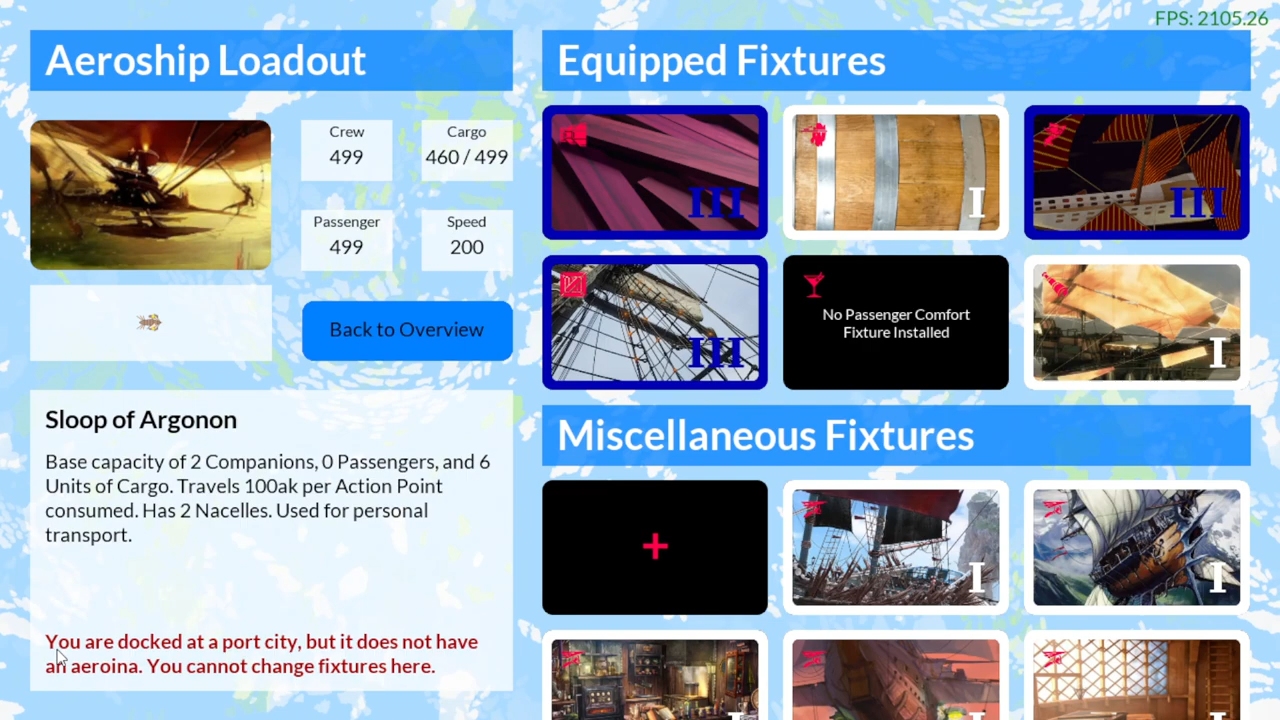 FPS: 2105.26
Aeroship Loadout
Equipped Fixtures
Crew
499
Cargo
460 / 499
Passenger
499
Speed
200
Back to Overview
III
I
III
III
No Passenger Comfort
Fixture Installed
I
Sloop of Argonon
Base capacity of 2 Companions, 0 Passengers, and 6
Units of Cargo. Travels 100ak per Action Point
consumed. Has 2 Nacelles. Used for personal
transport.
You are docked at a port city, but it does not have
an aeroina. You cannot change fixtures here.
Miscellaneous Fixtures
+
I
I